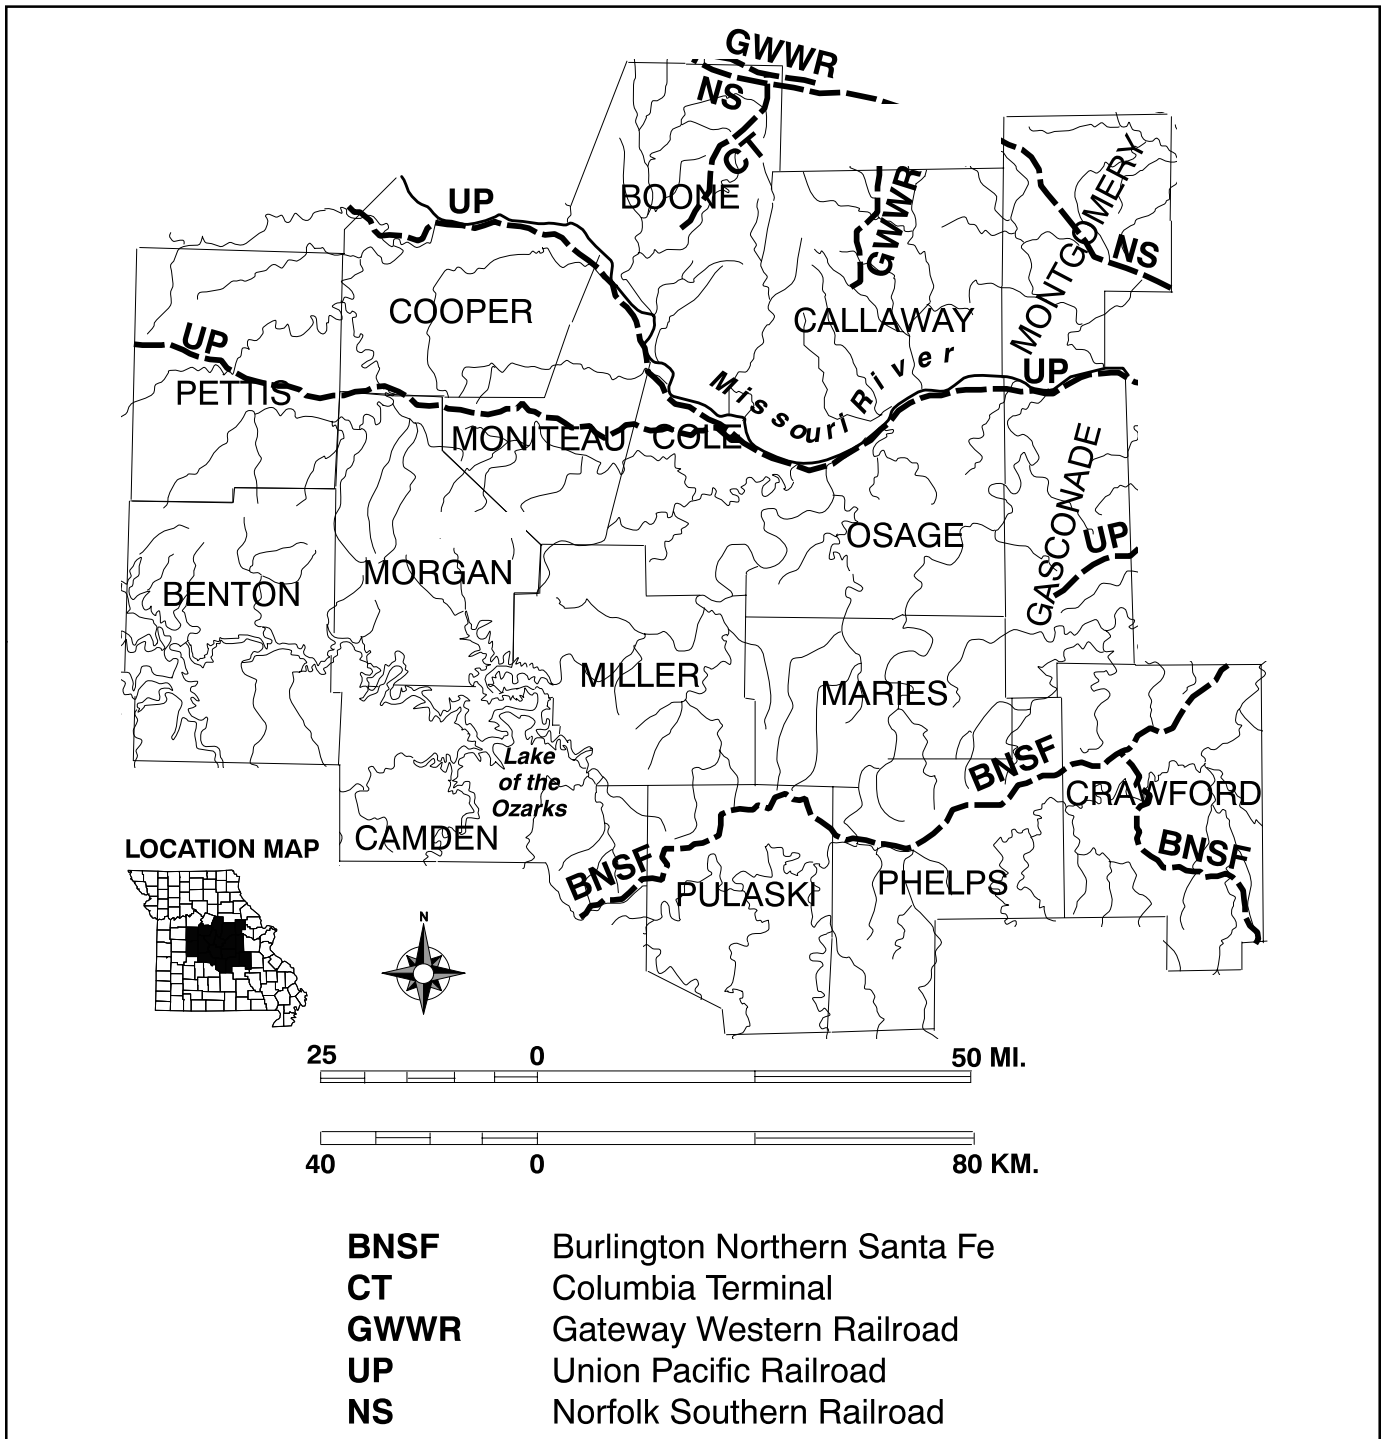 GWWR
NS
CT
BOONE
UP
GWWR
MONTGOMERY
NS
COOPER
CALLAWAY
UP
PETTIS
Missouri River
UP
MONITEAU
COLE
GASCONADE
OSAGE
UP
MORGAN
BENTON
MILLER
MARIES
Lake
of the
Ozarks
BNSF
CRAWFORD
CAMDEN
BNSF
BNSF
PULASKI
PHELPS
LOCATION MAP
N
25 0 50 MI.
40 0 80 KM.
BNSF Burlington Northern Santa Fe
CT Columbia Terminal
GWWR Gateway Western Railroad
UP Union Pacific Railroad
NS Norfolk Southern Railroad